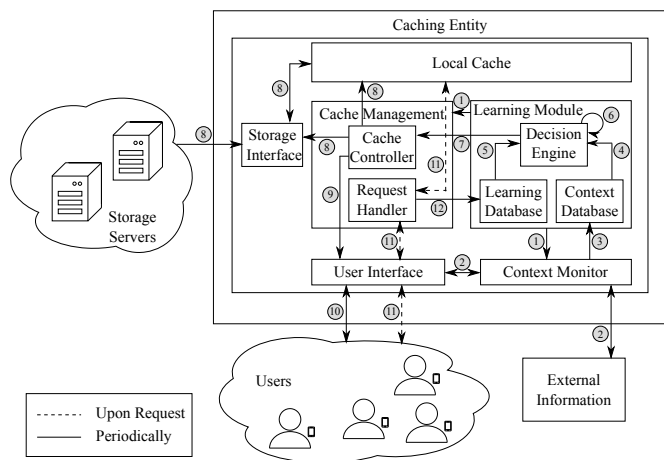 Caching Entity
Local Cache
8
8
1
6
Cache Management
Learning Module
8
Storage
Interface
8
Cache
Controller
7
Decision
Engine
11
5
4
9
Request
Handler
12
Learning
Database
Context
Database
Storage
Servers
11
1
3
User Interface
2
Context Monitor
10
11
2
Users
External
Information
Upon Request
Periodically